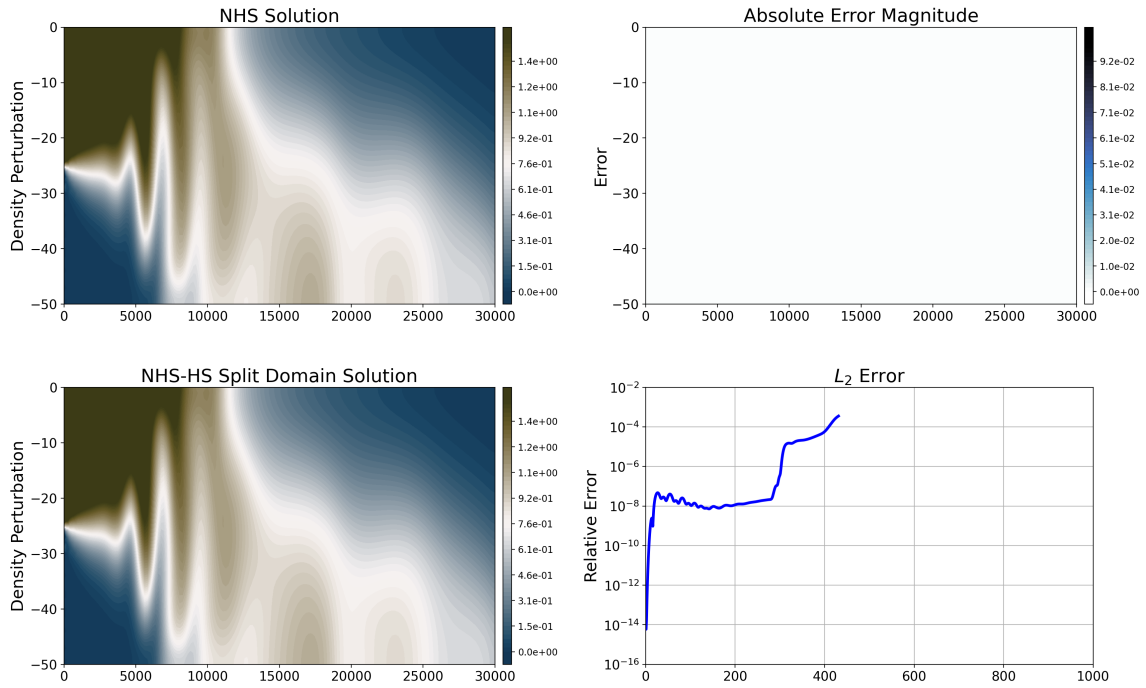 NHS Solution
Density Perturbation
0
−10
−20
−30
−40
−50
0 5000 10000 15000 20000 25000 30000
1.4e+00
1.2e+00
1.1e+00
9.2e-01
7.6e-01
6.1e-01
4.6e-01
3.1e-01
1.5e-01
0.0e+00
Absolute Error Magnitude
Error
0
−10
−20
−30
−40
−50
0 5000 10000 15000 20000 25000 30000
9.2e-02
8.1e-02
7.1e-02
6.1e-02
5.1e-02
4.1e-02
3.1e-02
2.0e-02
1.0e-02
0.0e+00
NHS-HS Split Domain Solution
Density Perturbation
0
−10
−20
−30
−40
−50
0 5000 10000 15000 20000 25000 30000
1.4e+00
1.2e+00
1.1e+00
9.2e-01
7.6e-01
6.1e-01
4.6e-01
3.1e-01
1.5e-01
0.0e+00
L₂ Error
Relative Error
10⁻²
10⁻⁴
10⁻⁶
10⁻⁸
10⁻¹⁰
10⁻¹²
10⁻¹⁴
10⁻¹⁶
0 200 400 600 800 1000